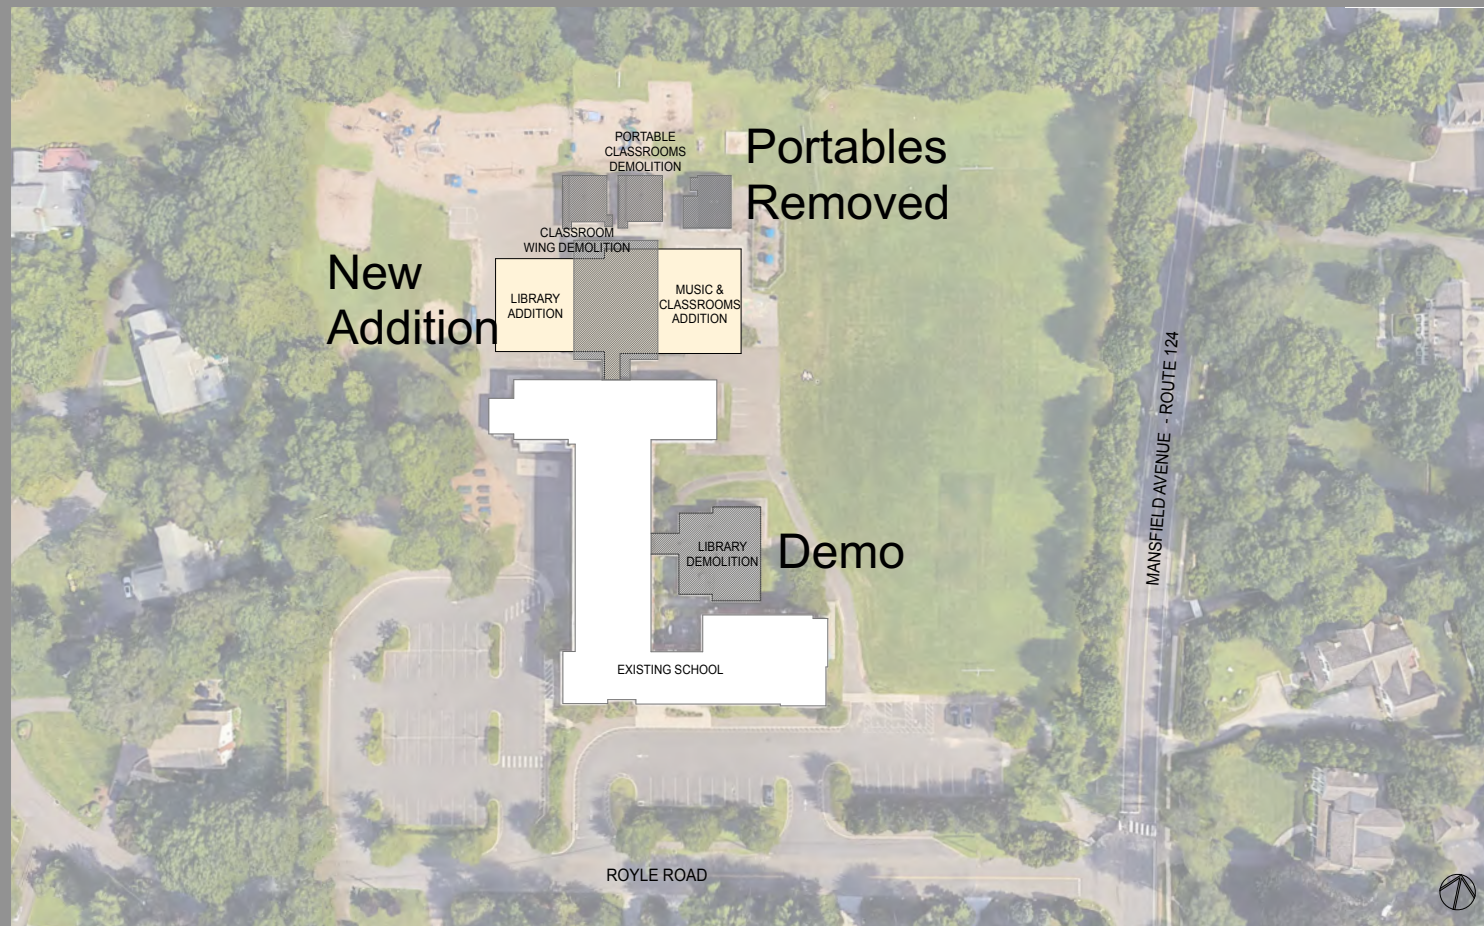 PORTABLE
CLASSROOMS
DEMOLITION
Portables
Removed
CLASSROOM
WING DEMOLITION
New
Addition
LIBRARY
ADDITION
MUSIC &
CLASSROOMS
ADDITION
MANSFIELD AVENUE - ROUTE 124
LIBRARY
DEMOLITION
Demo
EXISTING SCHOOL
ROYLE ROAD